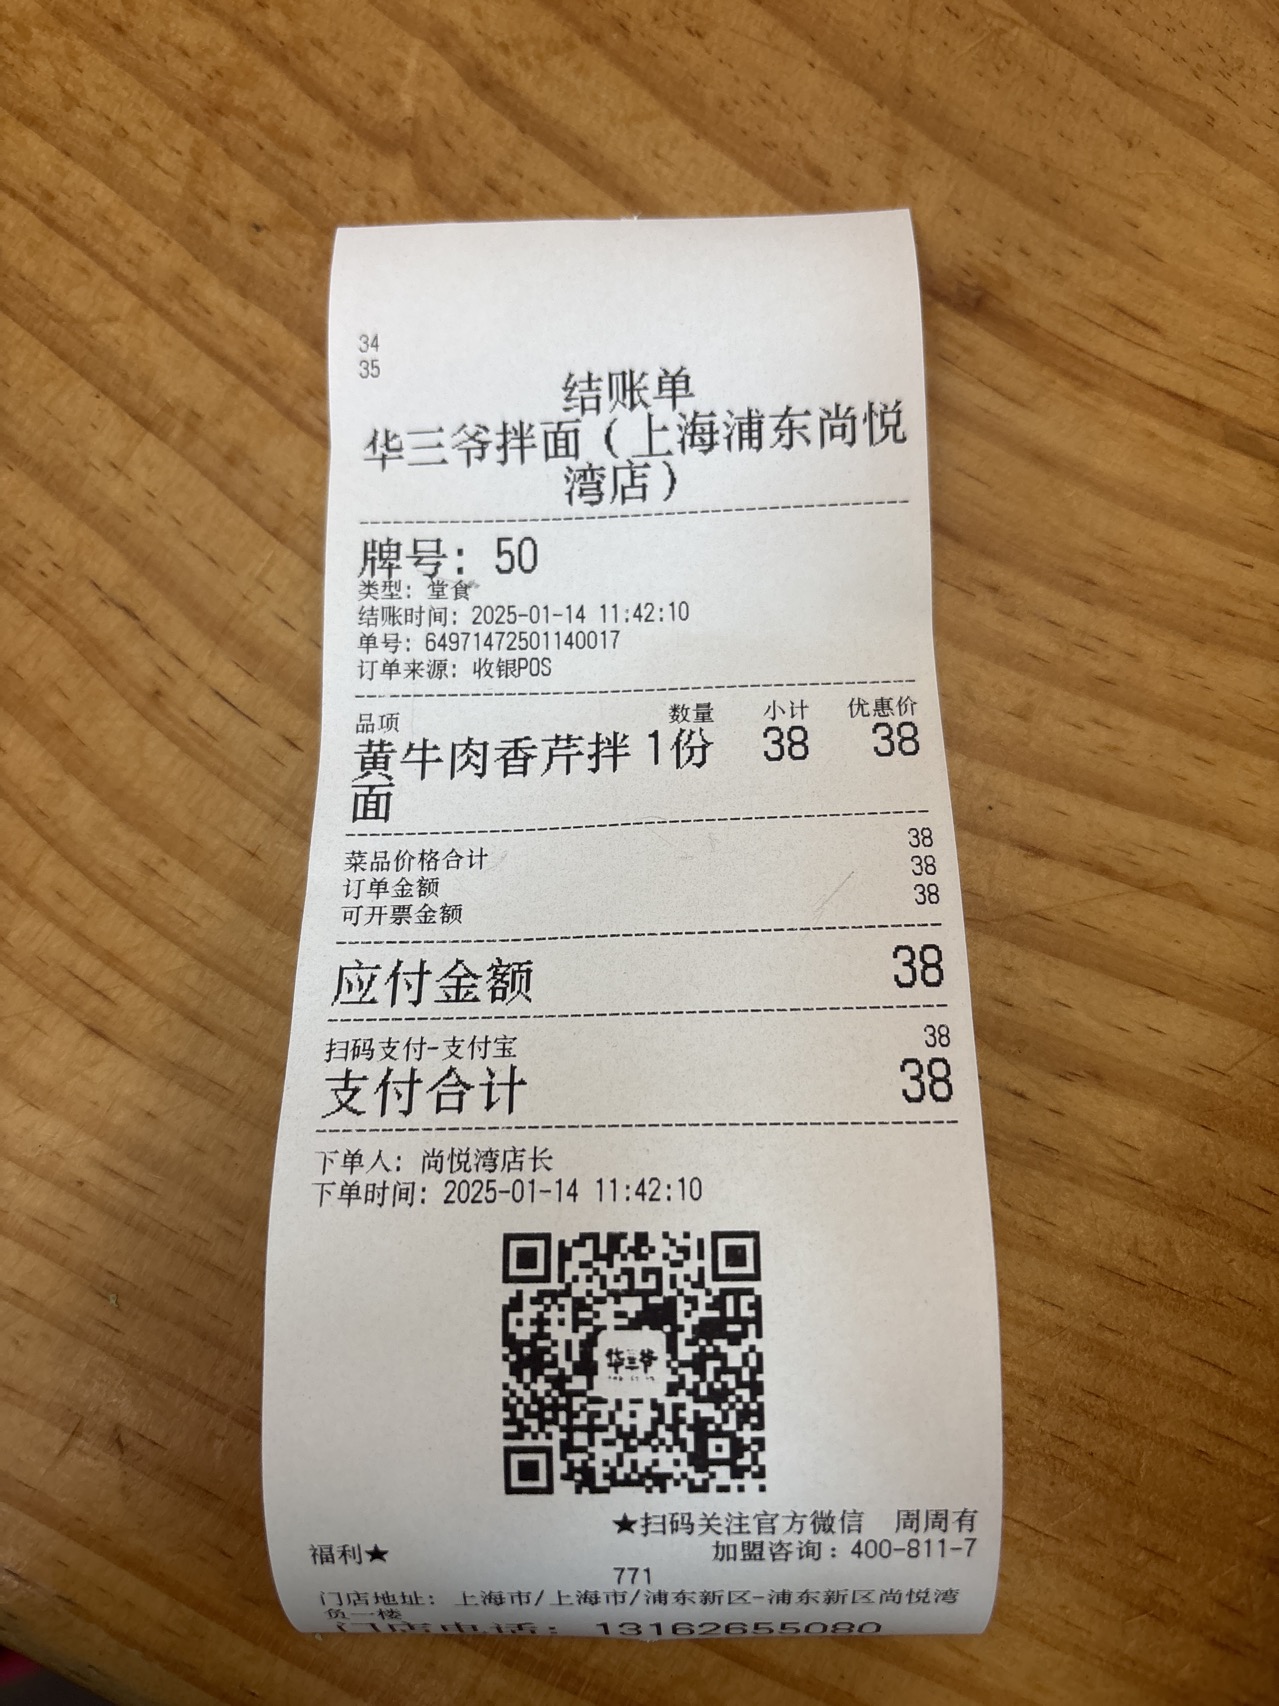 34
35
结账单
华三爷拌面（上海浦东尚悦
湾店）
牌号: 50
类型: 堂食
结账时间: 2025-01-14 11:42:10
单号: 64971472501140017
订单来源: 收银POS
品项 数量 小计 优惠价
黄牛肉香芹拌 1份 38 38
面
菜品价格合计 38
订单金额 38
可开票金额 38
应付金额 38
扫码支付-支付宝 38
支付合计 38
下单人: 尚悦湾店长
下单时间: 2025-01-14 11:42:10
华三爷
★扫码关注官方微信 周周有
福利★ 加盟咨询: 400-811-7
771
门店地址: 上海市/上海市/浦东新区-浦东新区尚悦湾
负一楼
门店电话: 13162655080